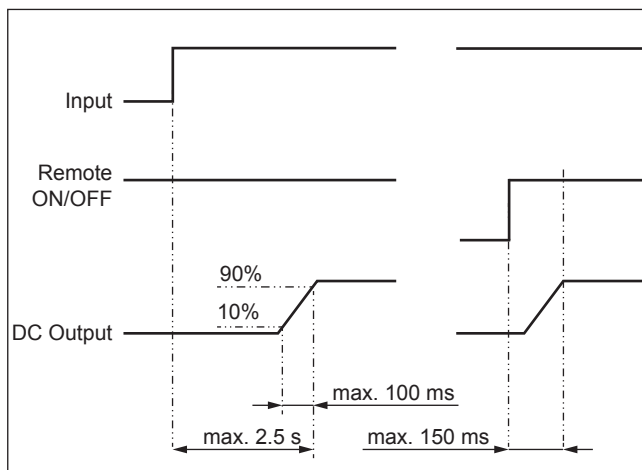 Input
Remote
ON/OFF
90%
10%
DC Output
max. 100 ms
max. 2.5 s
max. 150 ms